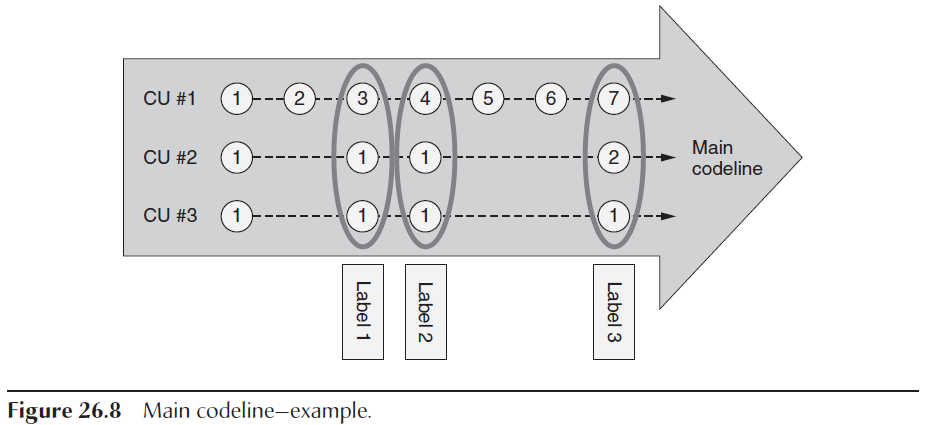 CU #1 1 2 3 4 5 6 7
CU #2 1 1 1 2
CU #3 1 1 1 1
Main
codeline
Label 1
Label 2
Label 3
Figure 26.8 Main codeline–example.